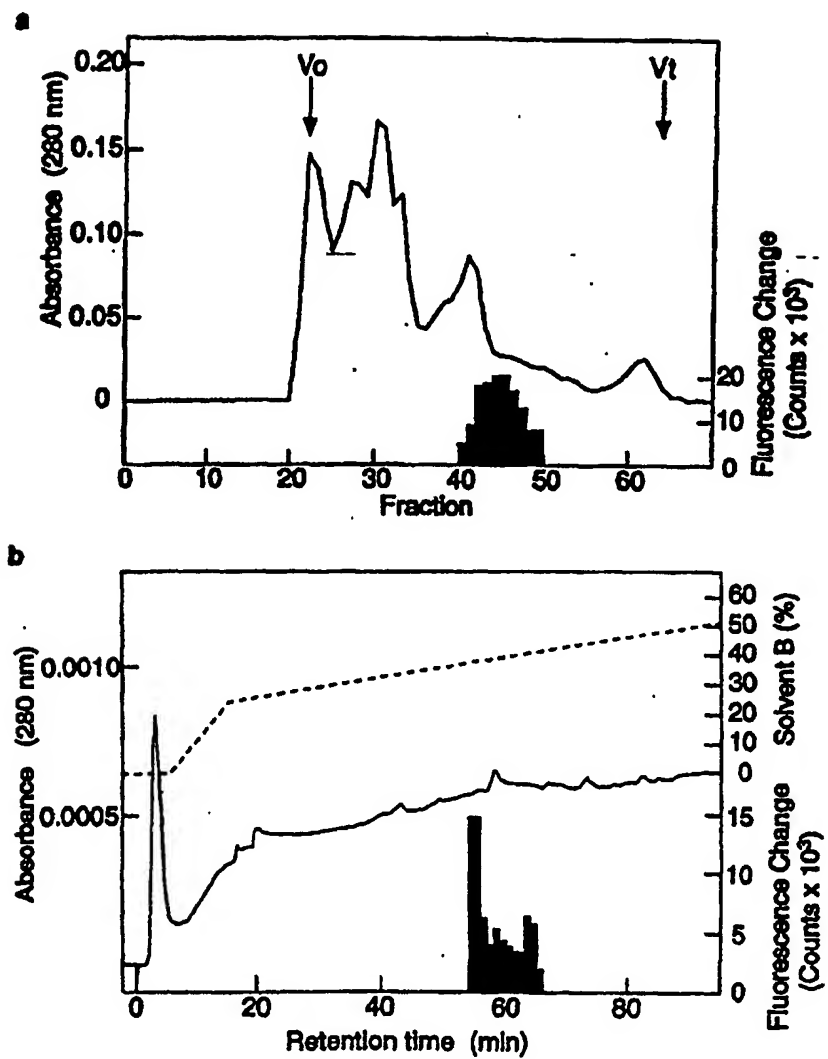 a
Absorbance (280 nm)
0.20
0.15
0.10
0.05
0
Vo
Vt
20
10
0
Fluorescence Change
(Counts x 10³)
0 10 20 30 40 50 60
Fraction
b
Absorbance (280 nm)
0.0010
0.0005
60
50
40
30
20
10
0
Solvent B (%)
15
10
5
0
Fluorescence Change
(Counts x 10³)
0 20 40 60 80
Retention time (min)